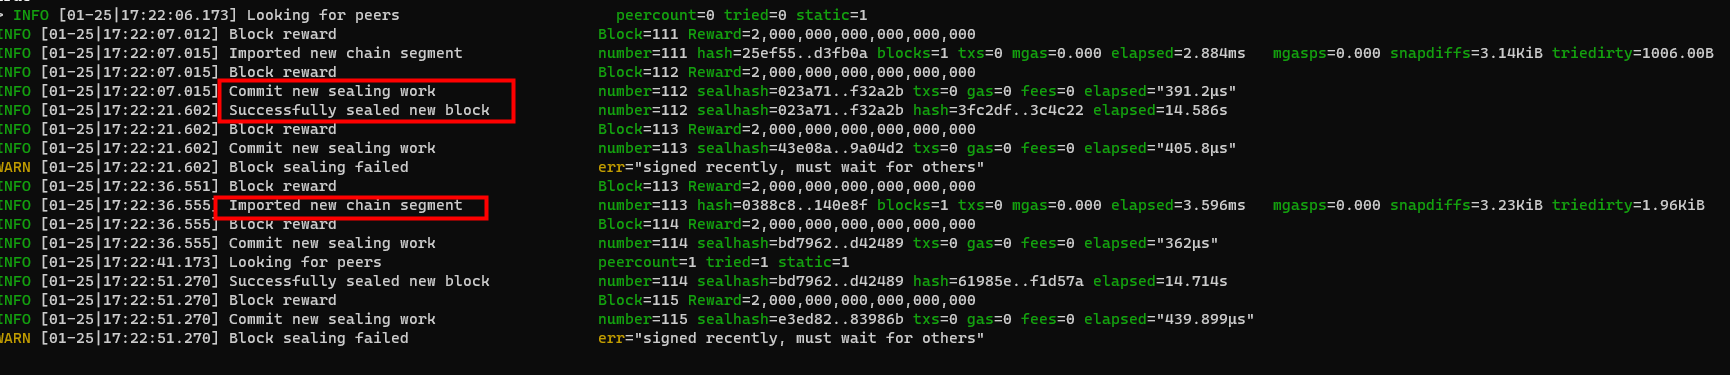 > INFO [01-25|17:22:06.173] Looking for peers peercount=0 tried=0 static=1
INFO [01-25|17:22:07.012] Block reward Block=111 Reward=2,000,000,000,000,000,000
INFO [01-25|17:22:07.015] Imported new chain segment number=111 hash=25ef55..d3fb0a blocks=1 txs=0 mgas=0.000 elapsed=2.884ms mgasps=0.000 snapdiffs=3.14KiB triedirty=1006.00B
INFO [01-25|17:22:07.015] Block reward Block=112 Reward=2,000,000,000,000,000,000
INFO [01-25|17:22:07.015] Commit new sealing work number=112 sealhash=023a71..f32a2b txs=0 gas=0 fees=0 elapsed="391.2µs"
INFO [01-25|17:22:21.602] Successfully sealed new block number=112 sealhash=023a71..f32a2b hash=3fc2df..3c4c22 elapsed=14.586s
INFO [01-25|17:22:21.602] Block reward Block=113 Reward=2,000,000,000,000,000,000
INFO [01-25|17:22:21.602] Commit new sealing work number=113 sealhash=43e08a..9a04d2 txs=0 gas=0 fees=0 elapsed="405.8µs"
WARN [01-25|17:22:21.602] Block sealing failed err="signed recently, must wait for others"
INFO [01-25|17:22:36.551] Block reward Block=113 Reward=2,000,000,000,000,000,000
INFO [01-25|17:22:36.555] Imported new chain segment number=113 hash=0388c8..140e8f blocks=1 txs=0 mgas=0.000 elapsed=3.596ms mgasps=0.000 snapdiffs=3.23KiB triedirty=1.96KiB
INFO [01-25|17:22:36.555] Block reward Block=114 Reward=2,000,000,000,000,000,000
INFO [01-25|17:22:36.555] Commit new sealing work number=114 sealhash=bd7962..d42489 txs=0 gas=0 fees=0 elapsed="362µs"
INFO [01-25|17:22:41.173] Looking for peers peercount=1 tried=1 static=1
INFO [01-25|17:22:51.270] Successfully sealed new block number=114 sealhash=bd7962..d42489 hash=61985e..f1d57a elapsed=14.714s
INFO [01-25|17:22:51.270] Block reward Block=115 Reward=2,000,000,000,000,000,000
INFO [01-25|17:22:51.270] Commit new sealing work number=115 sealhash=e3ed82..83986b txs=0 gas=0 fees=0 elapsed="439.899µs"
WARN [01-25|17:22:51.270] Block sealing failed err="signed recently, must wait for others"